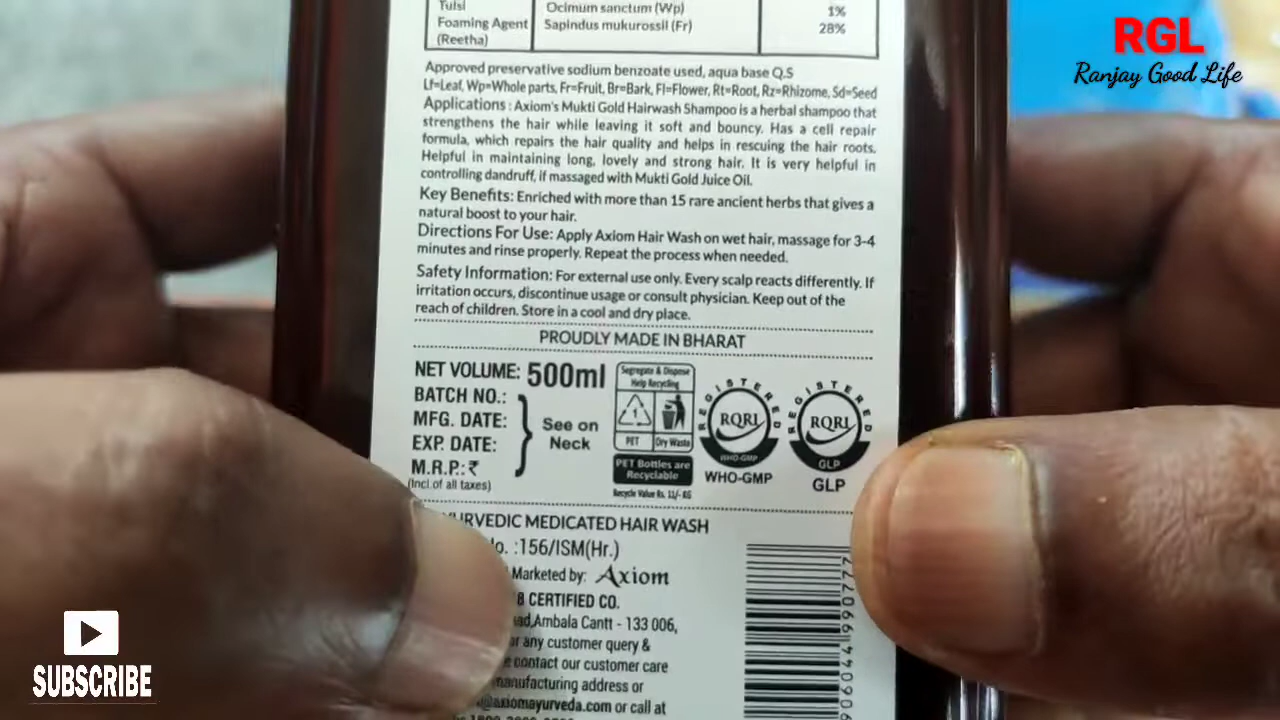 Tulsi Ocimum sanctum (Wp) 1%
Foaming Agent Sapindus mukurossil (Fr) 28%
(Reetha)
RGL
Ranjay Good Life
Approved preservative sodium benzoate used, aqua base Q.S
Lf=Leaf, Wp=Whole parts, Fr=Fruit, Br=Bark, Fl=Flower, Rt=Root, Rz=Rhizome, Sd=Seed
Applications : Axiom's Mukti Gold Hairwash Shampoo is a herbal shampoo that
strengthens the hair while leaving it soft and bouncy. Has a cell repair
formula, which repairs the hair quality and helps in rescuing the hair roots.
Helpful in maintaining long, lovely and strong hair. It is very helpful in
controlling dandruff, if massaged with Mukti Gold Juice Oil.
Key Benefits: Enriched with more than 15 rare ancient herbs that gives a
natural boost to your hair.
Directions For Use: Apply Axiom Hair Wash on wet hair, massage for 3-4
minutes and rinse properly. Repeat the process when needed.
Safety Information: For external use only. Every scalp reacts differently. If
irritation occurs, discontinue usage or consult physician. Keep out of the
reach of children. Store in a cool and dry place.
PROUDLY MADE IN BHARAT
NET VOLUME: 500ml
BATCH NO.:
MFG. DATE:
EXP. DATE:
M.R.P.: ₹
(Incl.of all taxes)
See on
Neck
Segregate & Dispose
Help Recycling
1
PET Dry Waste
PET Bottles are
Recyclable
Recycle Value Rs. 11/- KG
REGISTERED
RQRI
WHO-GMP
WHO-GMP
REGISTERED
RQRI
GLP
GLP
URVEDIC MEDICATED HAIR WASH
o. :156/ISM(Hr.)
Marketed by: Axiom
B CERTIFIED CO.
ad,Ambala Cantt - 133 006,
or any customer query &
contact our customer care
manufacturing address or
@axiomayurveda.com or call at
906044990777
SUBSCRIBE